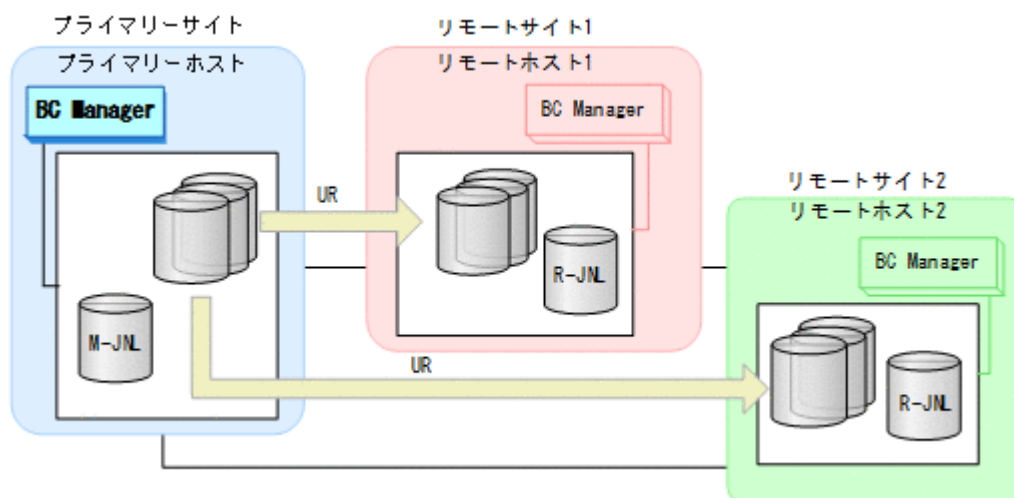 プライマリーサイト
プライマリーホスト
BC Manager
M-JNL
UR
リモートサイト1
リモートホスト1
BC Manager
R-JNL
UR
リモートサイト2
リモートホスト2
BC Manager
R-JNL